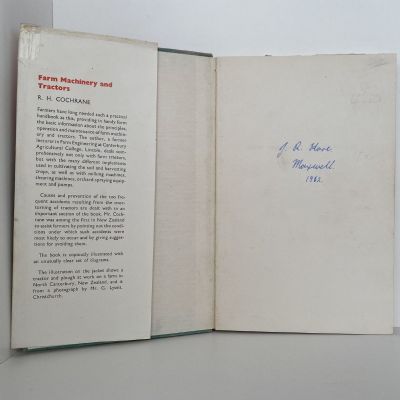 Farm Machinery and
Tractors
R. H. COCHRANE
Farmers have long needed such a practical
handbook as this, providing in handy form
the basic information about the principles,
operation and maintenance of farm machin-
ery and tractors. The author, a former
lecturer in Farm Engineering at Canterbury
Agricultural College, Lincoln, deals com-
prehensively not only with farm tractors,
but with the many different implements
used in cultivating the soil and harvesting
crops, as well as with milking machines,
shearing machines, orchard spraying equip-
ment and pumps.
Causes and prevention of the too fre-
quent accidents resulting from the over-
turning of tractors are dealt with in an
important section of the book. Mr. Coch-
rane was among the first in New Zealand
to assist farmers by pointing out the condi-
tions under which such accidents were
most likely to occur and by giving sugges-
tions for avoiding them.
The book is copiously illustrated with
an unusually clear set of diagrams.
The illustration on the jacket shows a
tractor and plough at work on a farm in
North Canterbury, New Zealand, and is
from a photograph by Mr. G. Lyons,
Christchurch.
J. R. Hare
Maxwell
1962